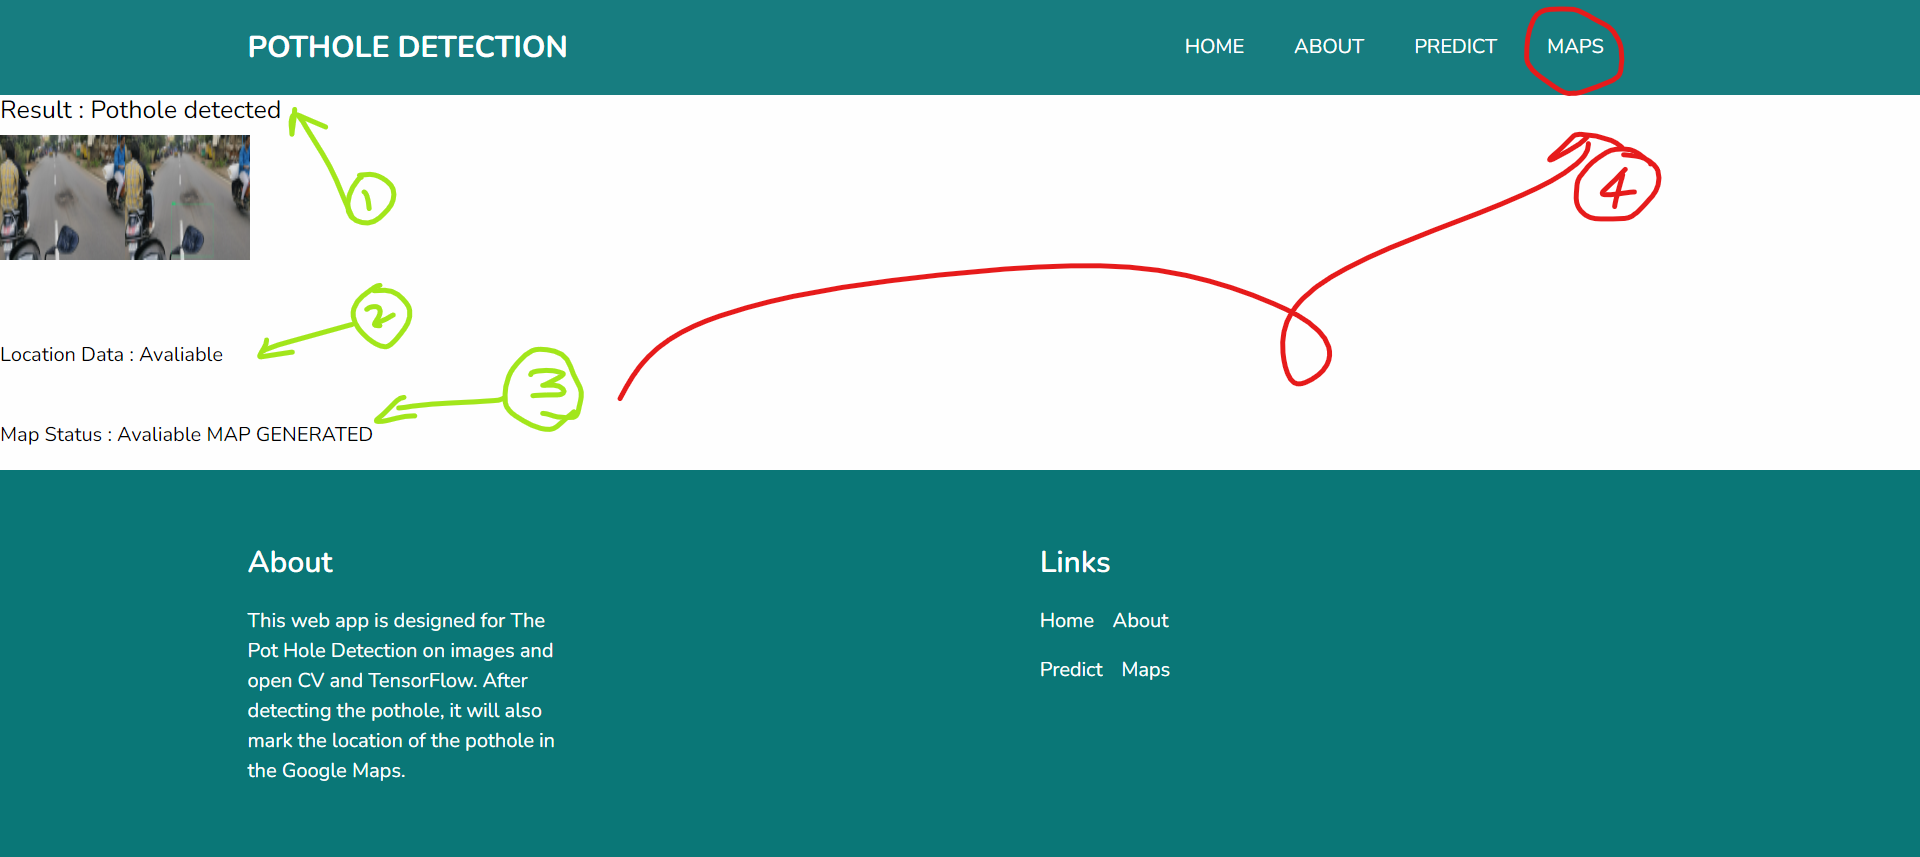 POTHOLE DETECTION
HOME ABOUT PREDICT MAPS
Result : Pothole detected
1
2
Location Data : Avaliable
3
Map Status : Avaliable MAP GENERATED
4
About
This web app is designed for The
Pot Hole Detection on images and
open CV and TensorFlow. After
detecting the pothole, it will also
mark the location of the pothole in
the Google Maps.
Links
Home About
Predict Maps